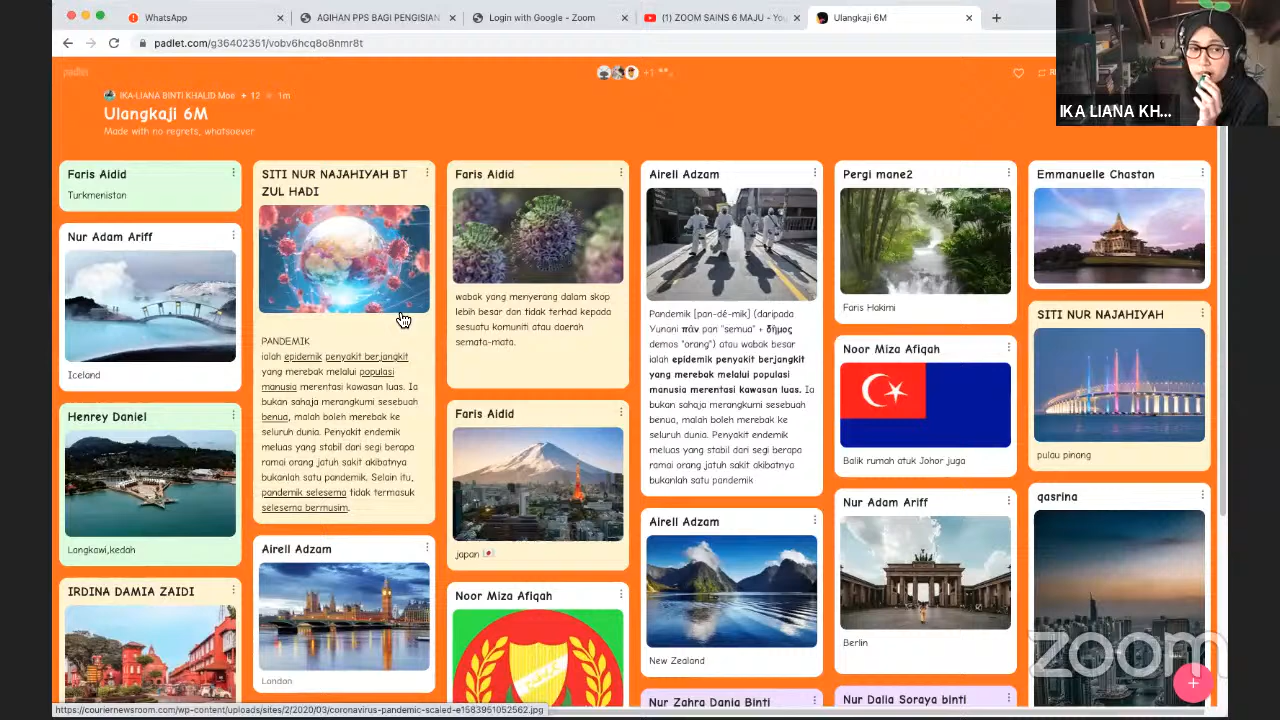 WhatsApp
AGIHAN PPS BAGI PENGISIAN
Login with Google - Zoom
(1) ZOOM SAINS 6 MAJU - You
Ulangkaji 6M
padlet.com/g36402351/vobv6hcq8o8nmr8t
padlet
+1
IKA-LIANA BINTI KHALID Moe + 12 1m
Ulangkaji 6M
Made with no regrets, whatsoever
IKA LIANA KH...
Faris Aidid
Turkmenistan
Nur Adam Ariff
Iceland
Henrey Daniel
Langkawi,kedah
IRDINA DAMIA ZAIDI
SITI NUR NAJAHIYAH BT
ZUL HADI
PANDEMIK
ialah epidemik penyakit berjangkit
yang merebak melalui populasi
manusia merentasi kawasan luas. Ia
bukan sahaja merangkumi sesebuah
benua, malah boleh merebak ke
seluruh dunia. Penyakit endemik
meluas yang stabil dari segi berapa
ramai orang jatuh sakit akibatnya
bukanlah satu pandemik. Selain itu,
pandemik selesema tidak termasuk
selesema bermusim.
Airell Adzam
London
Faris Aidid
wabak yang menyerang dalam skop
lebih besar dan tidak terhad kepada
sesuatu komuniti atau daerah
semata-mata.
Faris Aidid
japan
Noor Miza Afiqah
Airell Adzam
Pandemik [pan-dé-mik] (daripada
Yunani πάν pan "semua" + δήμος
demos "orang") atau wabak besar
ialah epidemik penyakit berjangkit
yang merebak melalui populasi
manusia merentasi kawasan luas. Ia
bukan sahaja merangkumi sesebuah
benua, malah boleh merebak ke
seluruh dunia. Penyakit endemik
meluas yang stabil dari segi berapa
ramai orang jatuh sakit akibatnya
bukanlah satu pandemik
Airell Adzam
New Zealand
Nur Zahra Dania Binti
Pergi mane2
Faris Hakimi
Noor Miza Afiqah
Balik rumah atuk Johor juga
Nur Adam Ariff
Berlin
Nur Dalia Soraya binti
Emmanuelle Chastan
SITI NUR NAJAHIYAH
pulau pinang
qasrina
zoom
https://couriernewsroom.com/wp-content/uploads/sites/2/2020/03/coronavirus-pandemic-scaled-e1583951052562.jpg